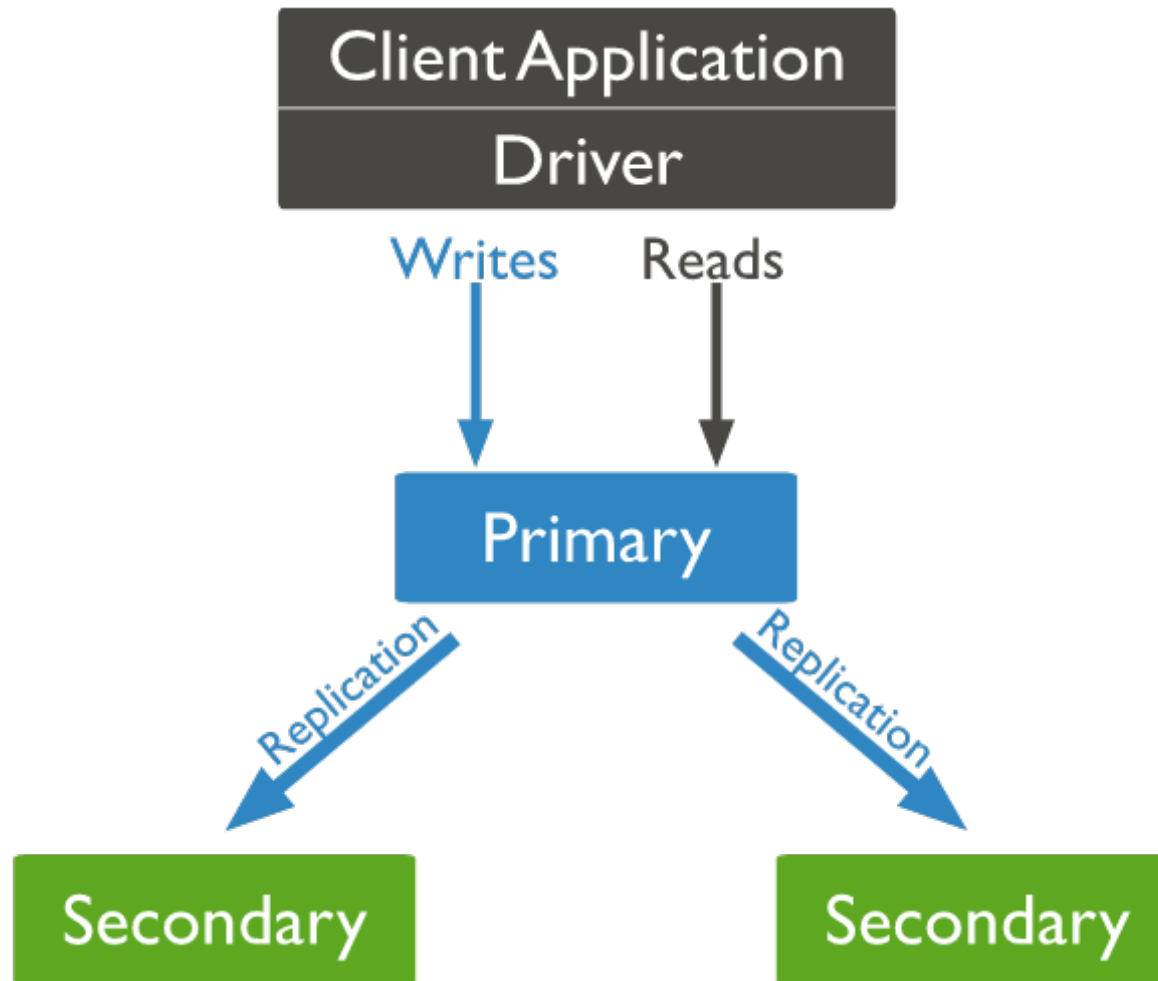 Client Application
Driver
Writes Reads
Primary
Replication Replication
Secondary Secondary